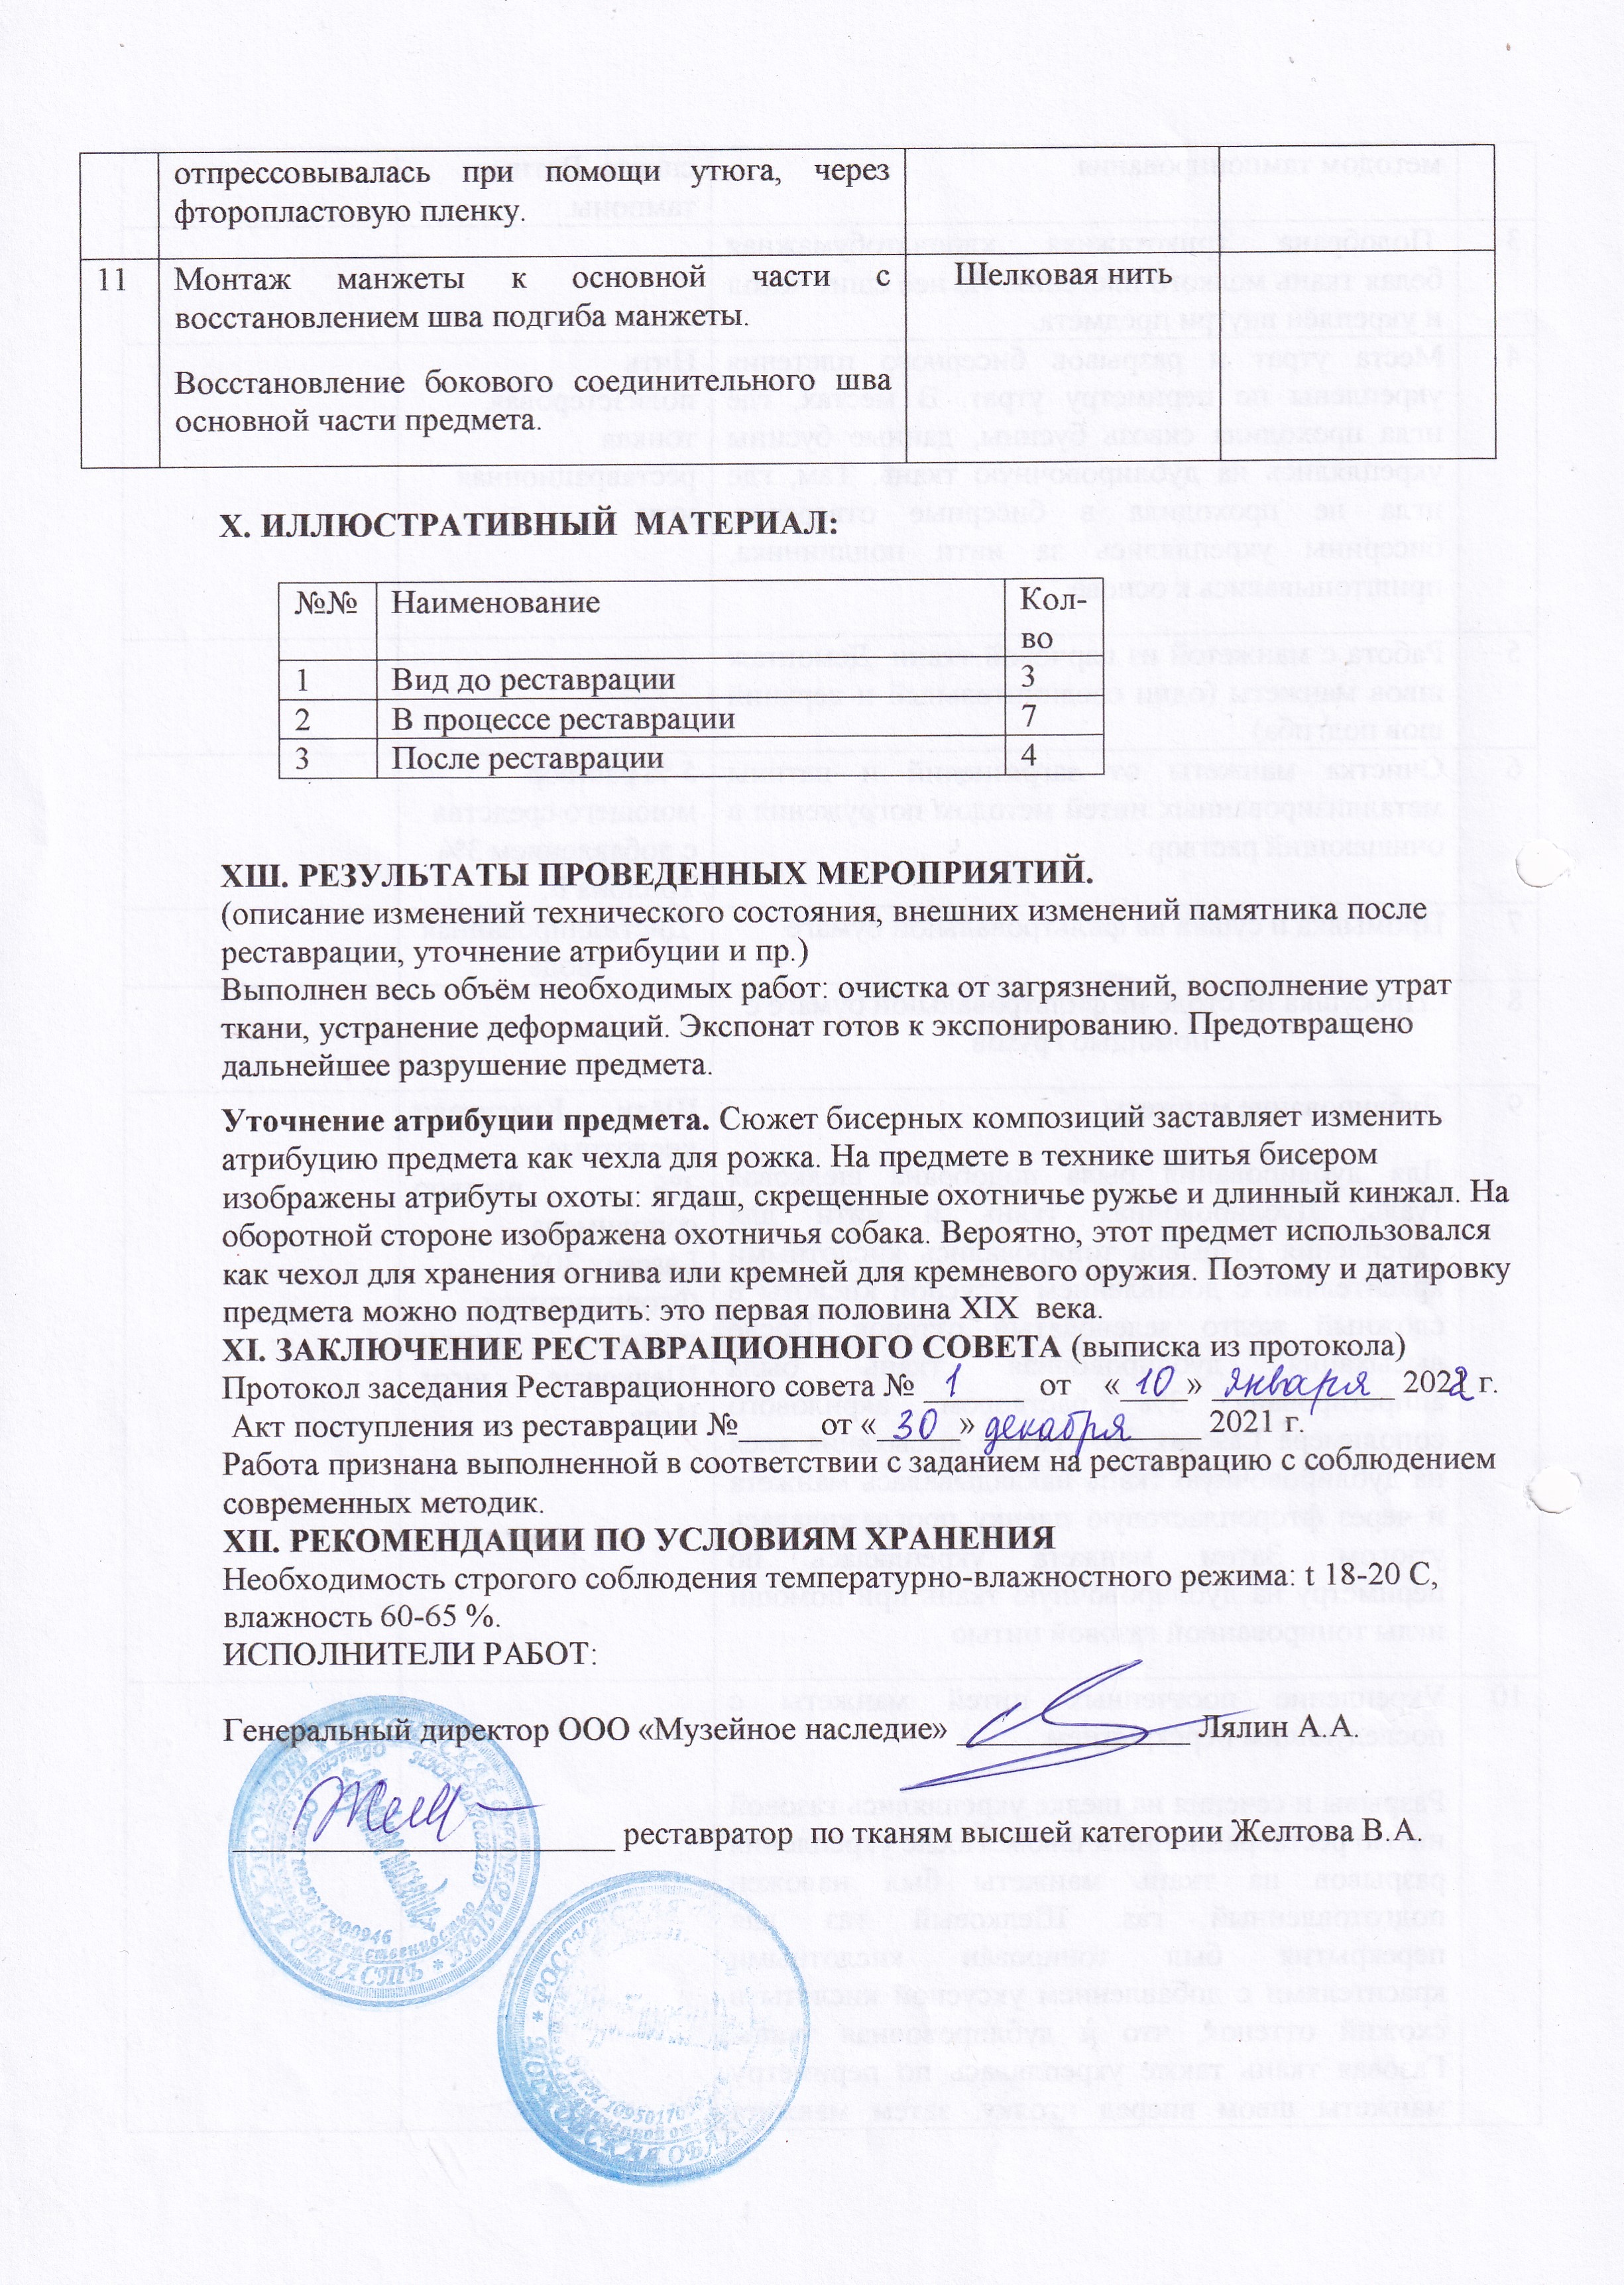 отпрессовывалась при помощи утюга, через
фторопластовую пленку.
11 Монтаж манжеты к основной части с Шелковая нить
восстановлением шва подгиба манжеты.
Восстановление бокового соединительного шва
основной части предмета.
X. ИЛЛЮСТРАТИВНЫЙ МАТЕРИАЛ:
№№ Наименование Кол-
во
1 Вид до реставрации 3
2 В процессе реставрации 7
3 После реставрации 4
XШ. РЕЗУЛЬТАТЫ ПРОВЕДЕННЫХ МЕРОПРИЯТИЙ.
(описание изменений технического состояния, внешних изменений памятника после
реставрации, уточнение атрибуции и пр.)
Выполнен весь объём необходимых работ: очистка от загрязнений, восполнение утрат
ткани, устранение деформаций. Экспонат готов к экспонированию. Предотвращено
дальнейшее разрушение предмета.
Уточнение атрибуции предмета. Сюжет бисерных композиций заставляет изменить
атрибуцию предмета как чехла для рожка. На предмете в технике шитья бисером
изображены атрибуты охоты: ягдаш, скрещенные охотничье ружье и длинный кинжал. На
оборотной стороне изображена охотничья собака. Вероятно, этот предмет использовался
как чехол для хранения огнива или кремней для кремневого оружия. Поэтому и датировку
предмета можно подтвердить: это первая половина XIX века.
XI. ЗАКЛЮЧЕНИЕ РЕСТАВРАЦИОННОГО СОВЕТА (выписка из протокола)
Протокол заседания Реставрационного совета № 1 от «10» января 2022 г.
Акт поступления из реставрации №_____от «30» декабря 2021 г.
Работа признана выполненной в соответствии с заданием на реставрацию с соблюдением
современных методик.
XII. РЕКОМЕНДАЦИИ ПО УСЛОВИЯМ ХРАНЕНИЯ
Необходимость строгого соблюдения температурно-влажностного режима: t 18-20 С,
влажность 60-65 %.
ИСПОЛНИТЕЛИ РАБОТ:
Генеральный директор ООО «Музейное наследие» ______________ Лялин А.А.
______________________ реставратор по тканям высшей категории Желтова В.А.